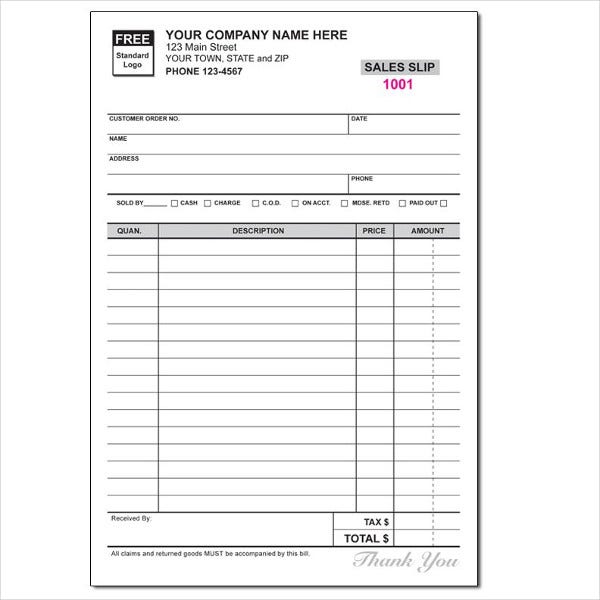 FREE
Standard
Logo
YOUR COMPANY NAME HERE
123 Main Street
YOUR TOWN, STATE and ZIP
PHONE 123-4567
SALES SLIP
1001
CUSTOMER ORDER NO. DATE
NAME
ADDRESS
PHONE
SOLD BY______ ☐ CASH ☐ CHARGE ☐ C.O.D. ☐ ON ACCT. ☐ MDSE. RETD ☐ PAID OUT ☐
QUAN. DESCRIPTION PRICE AMOUNT
Received By: TAX $
TOTAL $
All claims and returned goods MUST be accompanied by this bill. Thank You